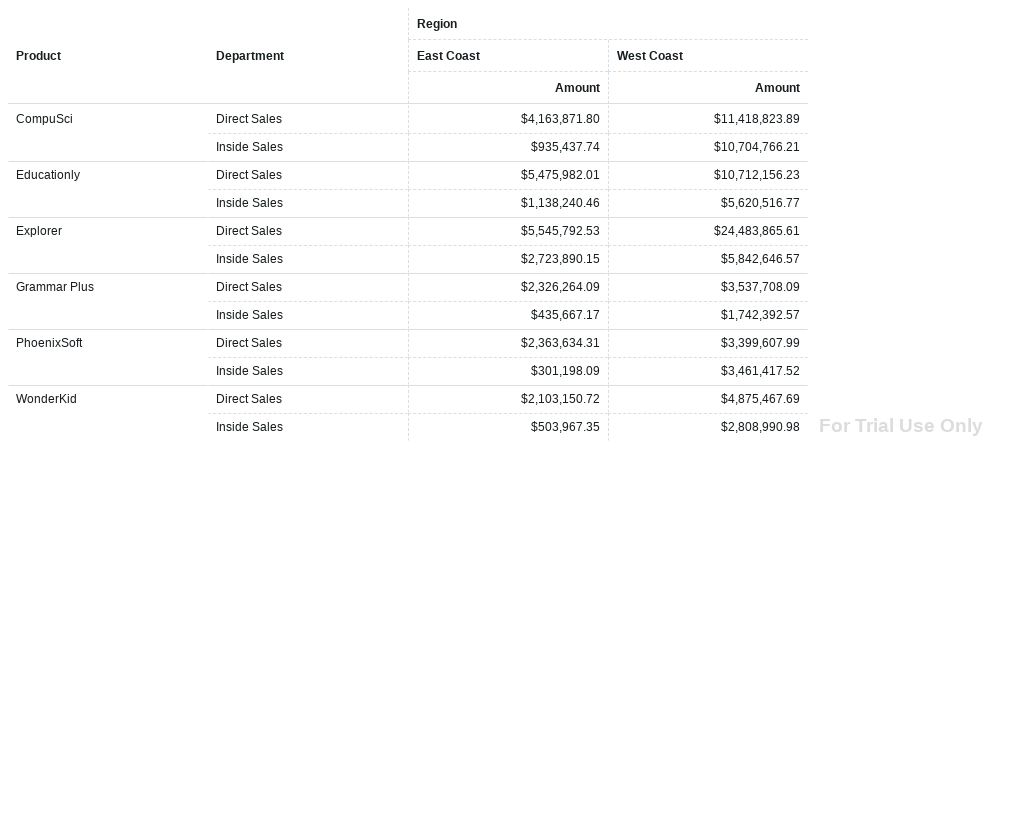 Region
Product Department East Coast West Coast
Amount Amount
CompuSci Direct Sales $4,163,871.80 $11,418,823.89
Inside Sales $935,437.74 $10,704,766.21
Educationly Direct Sales $5,475,982.01 $10,712,156.23
Inside Sales $1,138,240.46 $5,620,516.77
Explorer Direct Sales $5,545,792.53 $24,483,865.61
Inside Sales $2,723,890.15 $5,842,646.57
Grammar Plus Direct Sales $2,326,264.09 $3,537,708.09
Inside Sales $435,667.17 $1,742,392.57
PhoenixSoft Direct Sales $2,363,634.31 $3,399,607.99
Inside Sales $301,198.09 $3,461,417.52
WonderKid Direct Sales $2,103,150.72 $4,875,467.69
Inside Sales $503,967.35 $2,808,990.98
For Trial Use Only